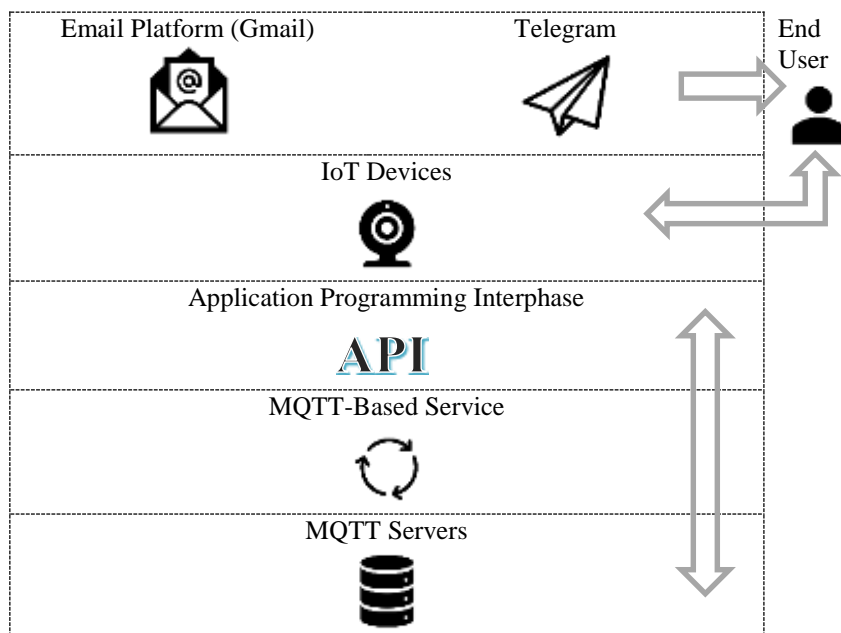 Email Platform (Gmail)
Telegram
End
User
@
IoT Devices
Application Programming Interphase
API
MQTT-Based Service
MQTT Servers